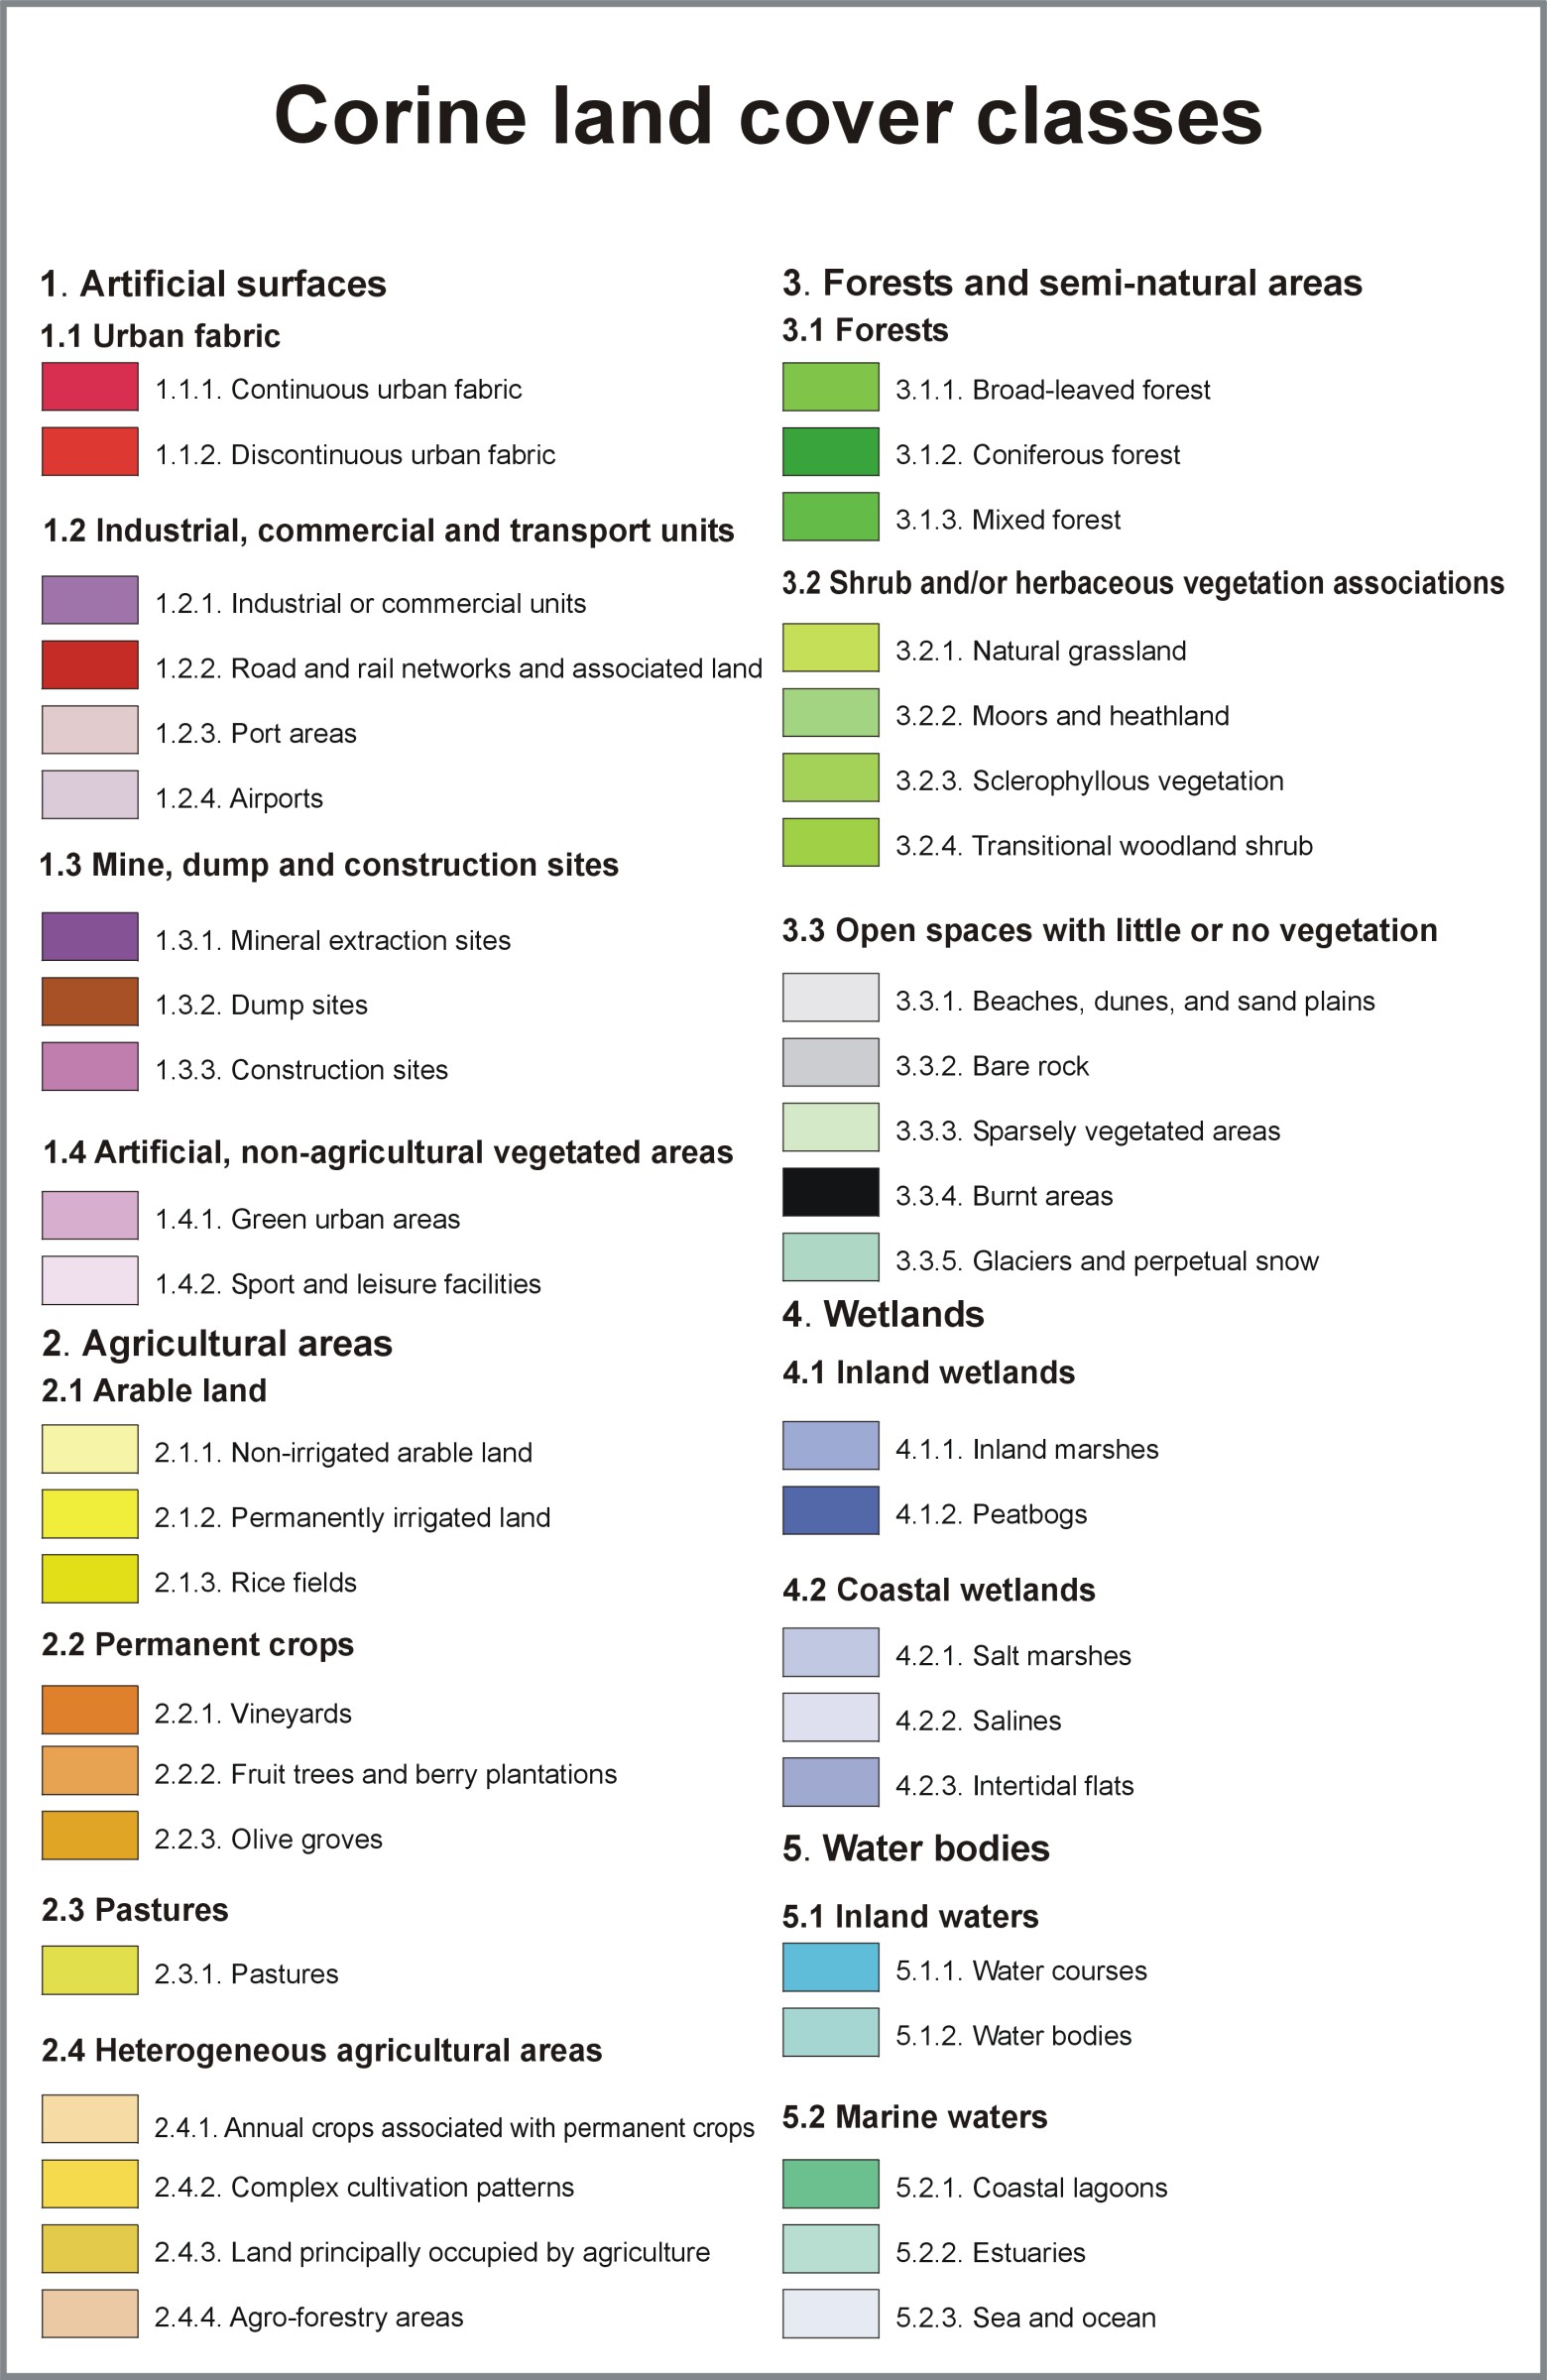 Corine land cover classes
1. Artificial surfaces
1.1 Urban fabric
1.1.1. Continuous urban fabric
1.1.2. Discontinuous urban fabric
1.2 Industrial, commercial and transport units
1.2.1. Industrial or commercial units
1.2.2. Road and rail networks and associated land
1.2.3. Port areas
1.2.4. Airports
1.3 Mine, dump and construction sites
1.3.1. Mineral extraction sites
1.3.2. Dump sites
1.3.3. Construction sites
1.4 Artificial, non-agricultural vegetated areas
1.4.1. Green urban areas
1.4.2. Sport and leisure facilities
2. Agricultural areas
2.1 Arable land
2.1.1. Non-irrigated arable land
2.1.2. Permanently irrigated land
2.1.3. Rice fields
2.2 Permanent crops
2.2.1. Vineyards
2.2.2. Fruit trees and berry plantations
2.2.3. Olive groves
2.3 Pastures
2.3.1. Pastures
2.4 Heterogeneous agricultural areas
2.4.1. Annual crops associated with permanent crops
2.4.2. Complex cultivation patterns
2.4.3. Land principally occupied by agriculture
2.4.4. Agro-forestry areas
3. Forests and semi-natural areas
3.1 Forests
3.1.1. Broad-leaved forest
3.1.2. Coniferous forest
3.1.3. Mixed forest
3.2 Shrub and/or herbaceous vegetation associations
3.2.1. Natural grassland
3.2.2. Moors and heathland
3.2.3. Sclerophyllous vegetation
3.2.4. Transitional woodland shrub
3.3 Open spaces with little or no vegetation
3.3.1. Beaches, dunes, and sand plains
3.3.2. Bare rock
3.3.3. Sparsely vegetated areas
3.3.4. Burnt areas
3.3.5. Glaciers and perpetual snow
4. Wetlands
4.1 Inland wetlands
4.1.1. Inland marshes
4.1.2. Peatbogs
4.2 Coastal wetlands
4.2.1. Salt marshes
4.2.2. Salines
4.2.3. Intertidal flats
5. Water bodies
5.1 Inland waters
5.1.1. Water courses
5.1.2. Water bodies
5.2 Marine waters
5.2.1. Coastal lagoons
5.2.2. Estuaries
5.2.3. Sea and ocean